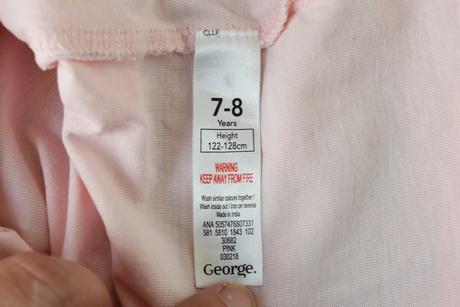 CLLF
7-8
Years
Height
122-128cm
WARNING
KEEP AWAY FROM FIRE
Wash similar colours together /
Wash inside out / Iron on reverse
Made in India
ANA 5057476807331
581 5810 1843 102
30682
PINK
030218
George.